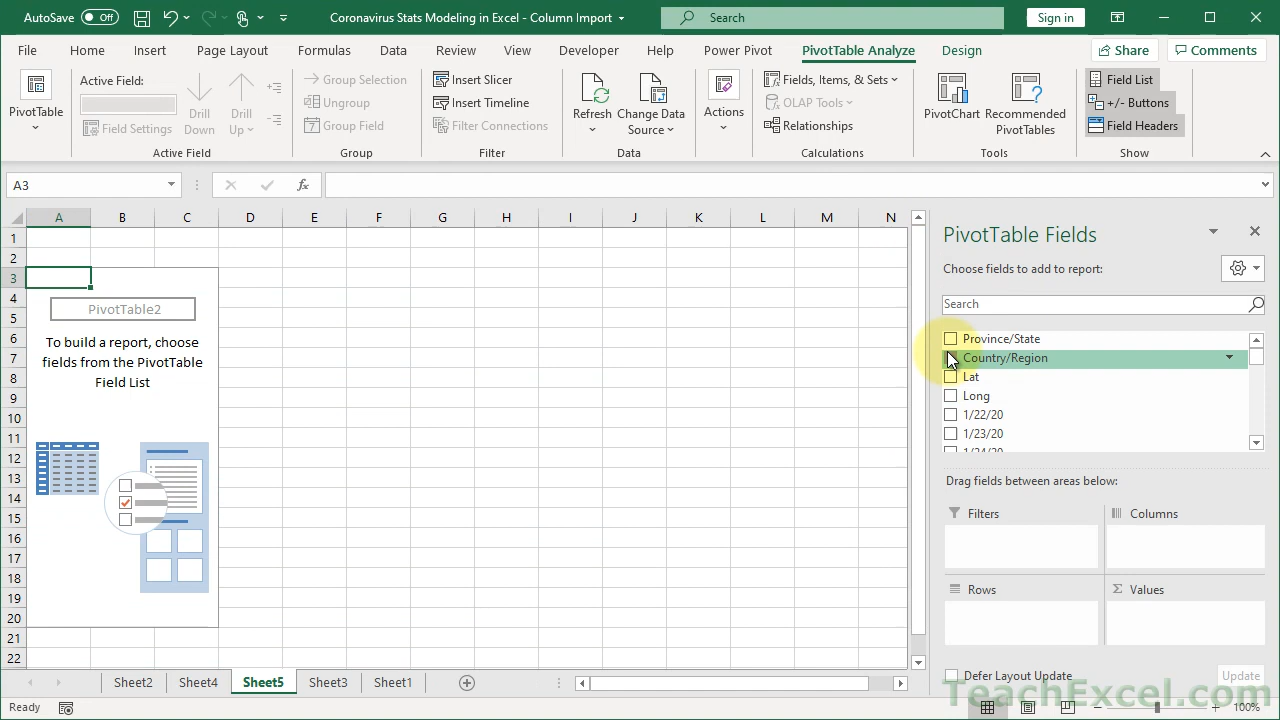 AutoSave Off
Coronavirus Stats Modeling in Excel - Column Import
Search
Sign in
File Home Insert Page Layout Formulas Data Review View Developer Help Power Pivot PivotTable Analyze Design Share Comments
PivotTable
Active Field:
Field Settings
Drill Down
Drill Up
Active Field
Group Selection
Ungroup
Group Field
Group
Insert Slicer
Insert Timeline
Filter Connections
Filter
Refresh
Change Data Source
Data
Actions
Fields, Items, & Sets
OLAP Tools
Relationships
Calculations
PivotChart
Recommended PivotTables
Tools
Field List
+/- Buttons
Field Headers
Show
A3
fx
A B C D E F G H I J K L M N
1
2
3
4
5
6
7
8
9
10
11
12
13
14
15
16
17
18
19
20
21
22
PivotTable2
To build a report, choose
fields from the PivotTable
Field List
PivotTable Fields
Choose fields to add to report:
Search
Province/State
Country/Region
Lat
Long
1/22/20
1/23/20
1/24/20
Drag fields between areas below:
Filters
Columns
Rows
Σ Values
Defer Layout Update
Update
Sheet2 Sheet4 Sheet5 Sheet3 Sheet1
TeachExcel.com
Ready
100%